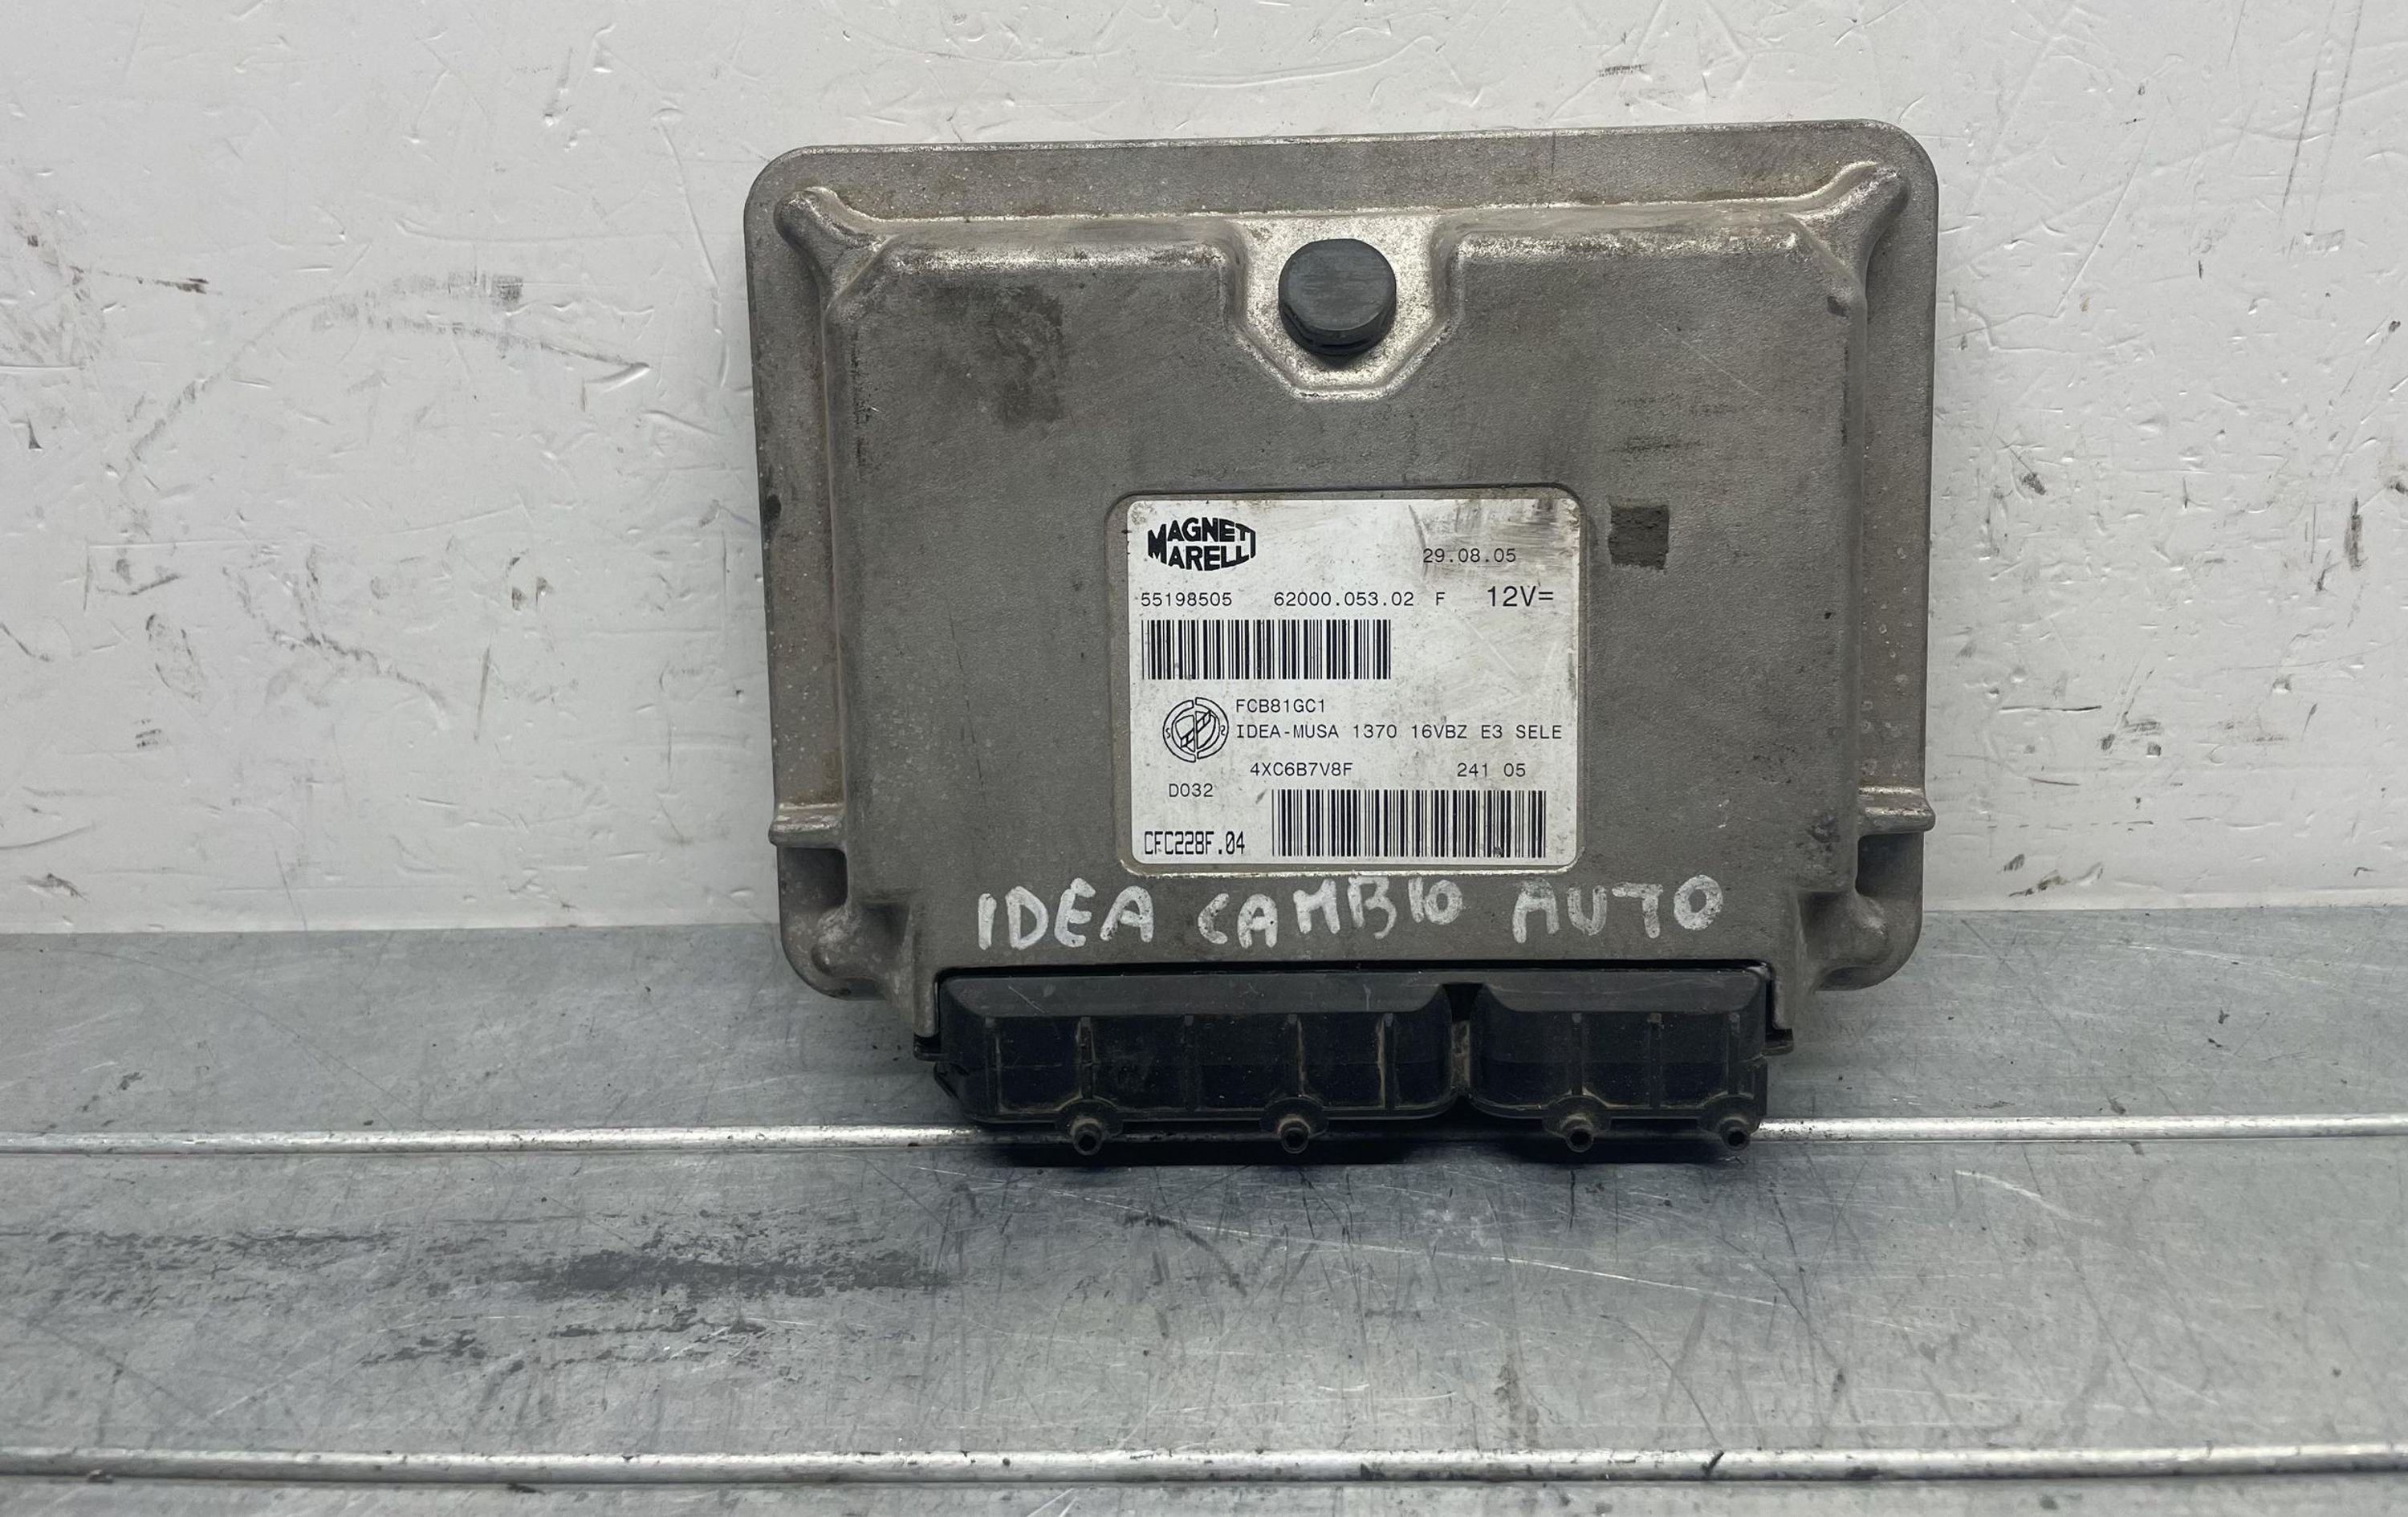 MAGNETI
MARELLI
29.08.05
55198505 62000.053.02 F 12V=
FCB81GC1
IDEA-MUSA 1370 16VBZ E3 SELE
4XC6B7V8F 241 05
D032
CFC228F.04
IDEA CAMBIO AUTO